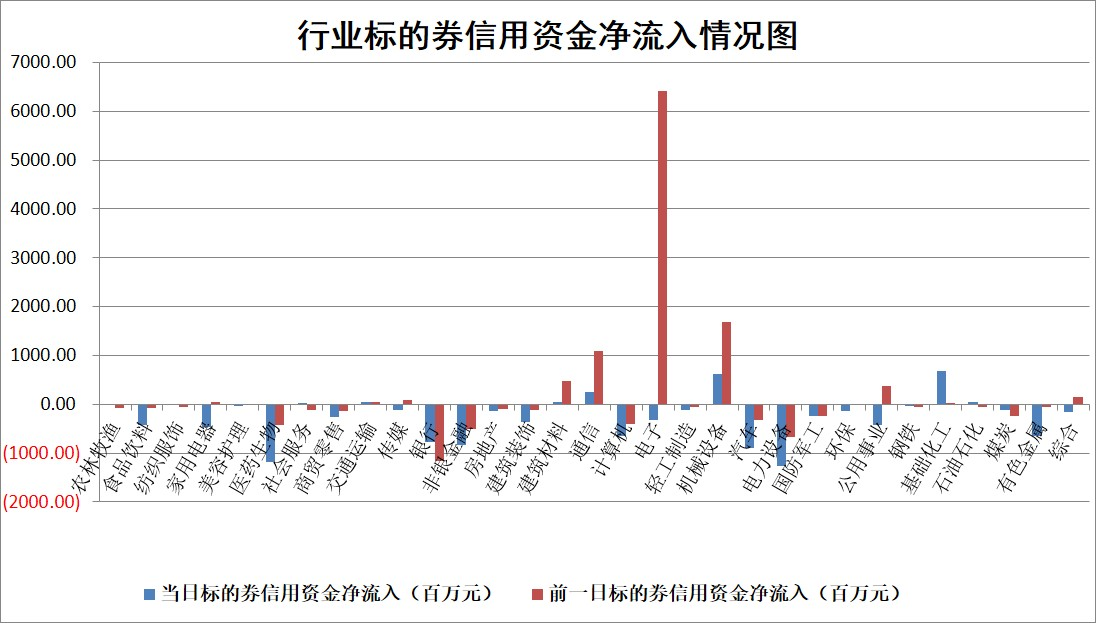 行业标的券信用资金净流入情况图
7000.00
6000.00
5000.00
4000.00
3000.00
2000.00
1000.00
0.00
(1000.00)
(2000.00)
农林牧渔
食品饮料
纺织服饰
家用电器
美容护理
医药生物
社会服务
商贸零售
交通运输
传媒
银行
非银金融
房地产
建筑装饰
建筑材料
通信
计算机
电子
轻工制造
机械设备
汽车
电力设备
国防军工
环保
公用事业
钢铁
基础化工
石油石化
煤炭
有色金属
综合
当日标的券信用资金净流入（百万元）
前一日标的券信用资金净流入（百万元）